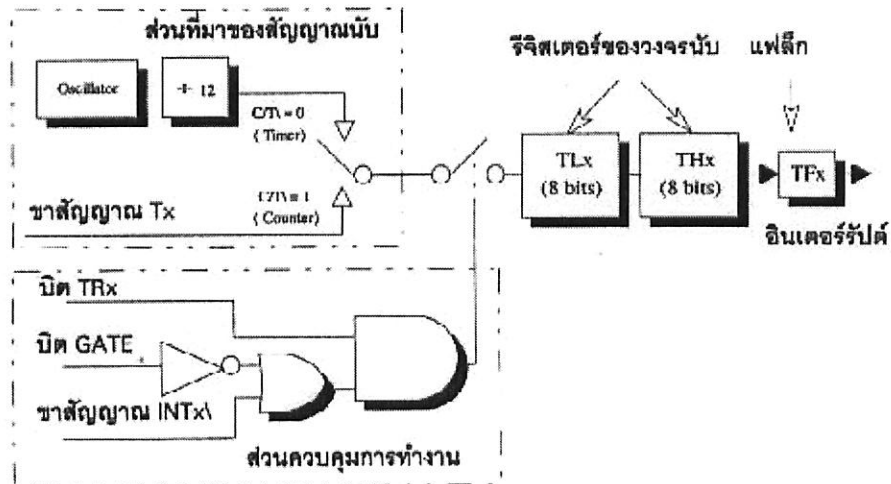 ส่วนที่มาของสัญญาณนับ
รีจิสเตอร์ของวงจรนับ
แฟล็ก
Oscillator
÷ 12
C/T\ = 0
( Timer)
TLx
(8 bits)
THx
(8 bits)
TFx
C/T\ = 1
( Counter)
ขาสัญญาณ Tx
อินเตอร์รัปต์
บิต TRx
บิต GATE
ขาสัญญาณ INTx\
ส่วนควบคุมการทำงาน